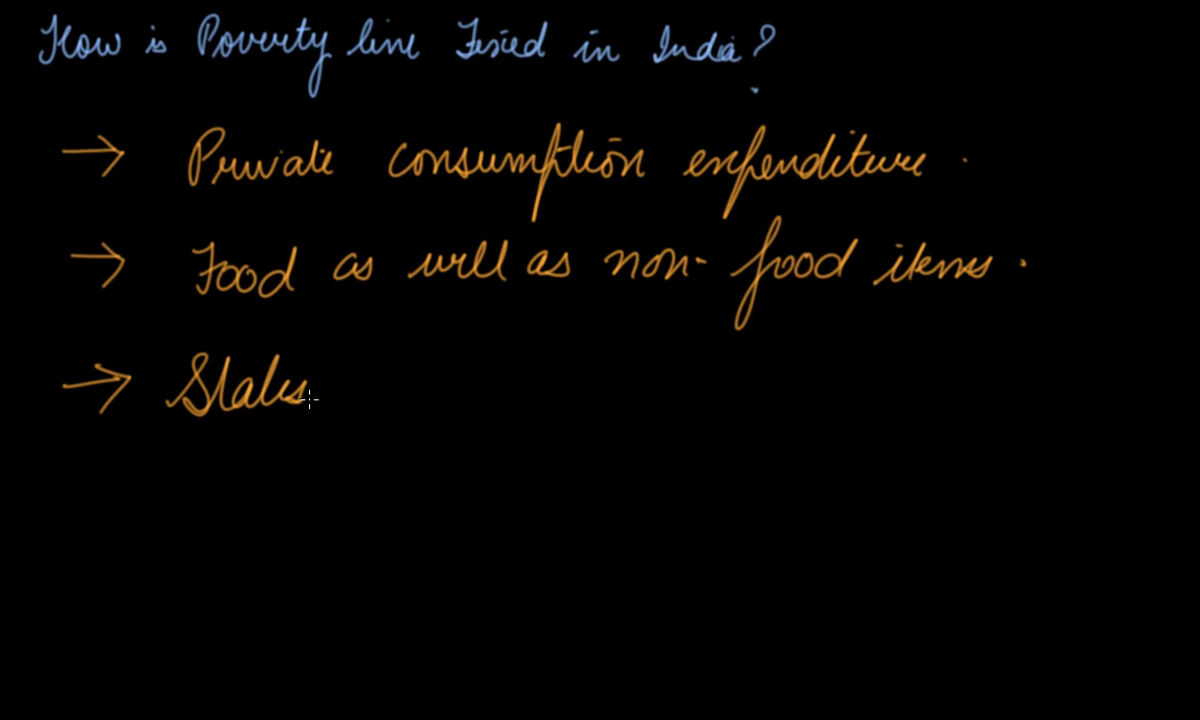 How is Poverty line Fixed in India?
→ Private consumption expenditure.
→ Food as well as non-food items.
→ States